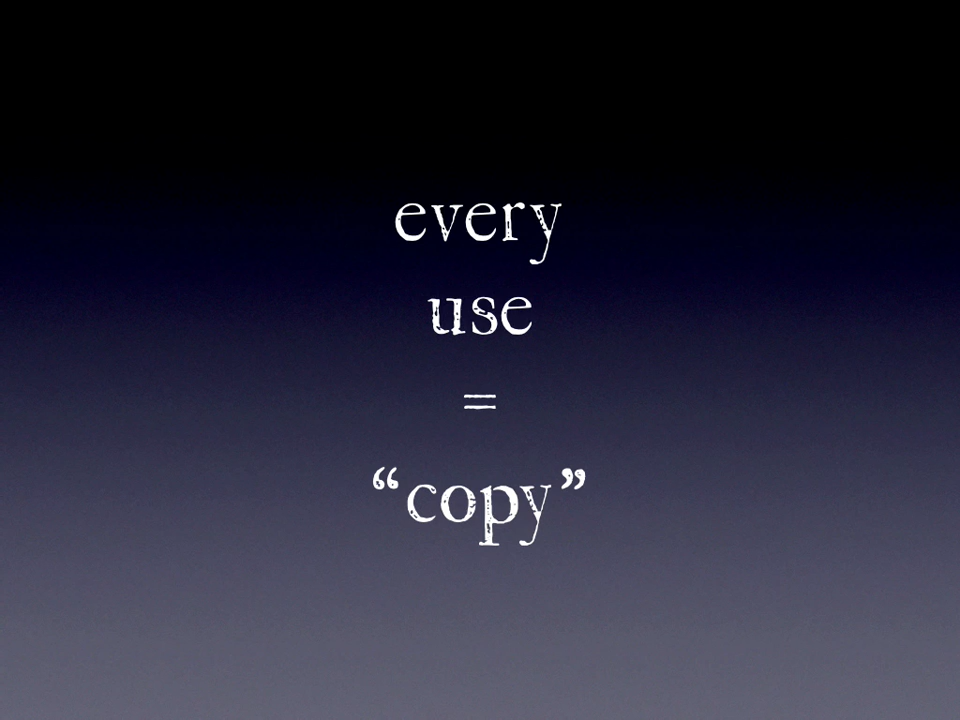 every
use
=
“copy”